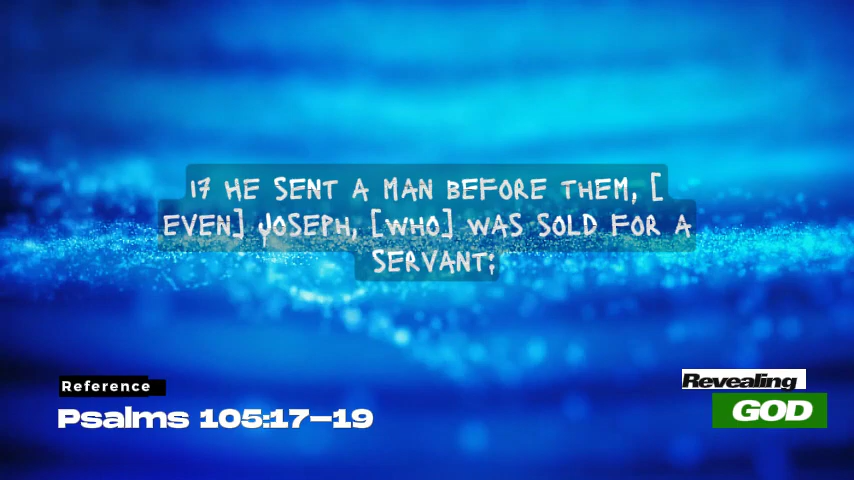 17 HE SENT A MAN BEFORE THEM, [
EVEN] JOSEPH, [WHO] WAS SOLD FOR A
SERVANT:
Reference
Psalms 105:17–19
Revealing
GOD